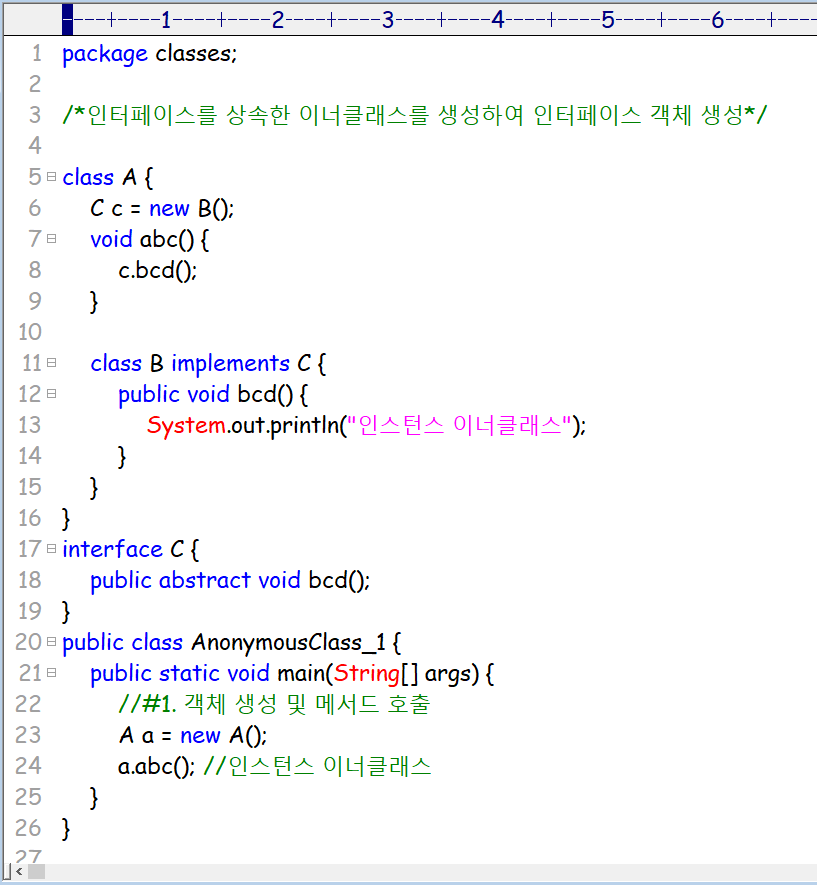 1 2 3 4 5 6
1 package classes;
2
3 /*인터페이스를 상속한 이너클래스를 생성하여 인터페이스 객체 생성*/
4
5 class A {
6 C c = new B();
7 void abc() {
8 c.bcd();
9 }
10
11 class B implements C {
12 public void bcd() {
13 System.out.println("인스턴스 이너클래스");
14 }
15 }
16 }
17 interface C {
18 public abstract void bcd();
19 }
20 public class AnonymousClass_1 {
21 public static void main(String[] args) {
22 //#1. 객체 생성 및 메서드 호출
23 A a = new A();
24 a.abc(); //인스턴스 이너클래스
25 }
26 }
27